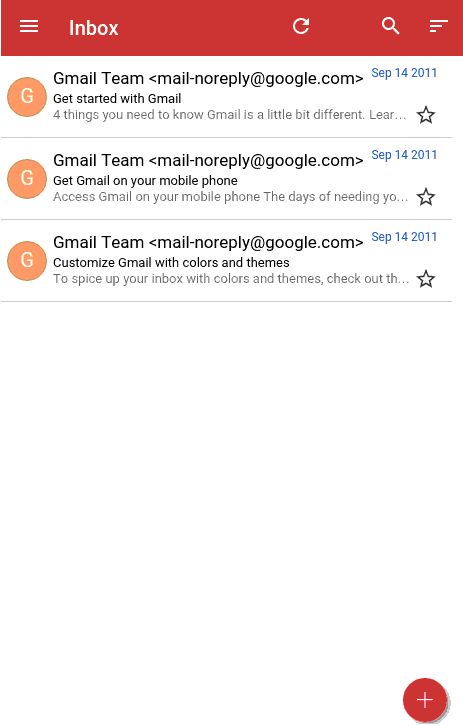 Inbox
Gmail Team <mail-noreply@google.com> Sep 14 2011
G
Get started with Gmail
4 things you need to know Gmail is a little bit different. Lear...
Gmail Team <mail-noreply@google.com> Sep 14 2011
G
Get Gmail on your mobile phone
Access Gmail on your mobile phone The days of needing yo...
Gmail Team <mail-noreply@google.com> Sep 14 2011
G
Customize Gmail with colors and themes
To spice up your inbox with colors and themes, check out th...